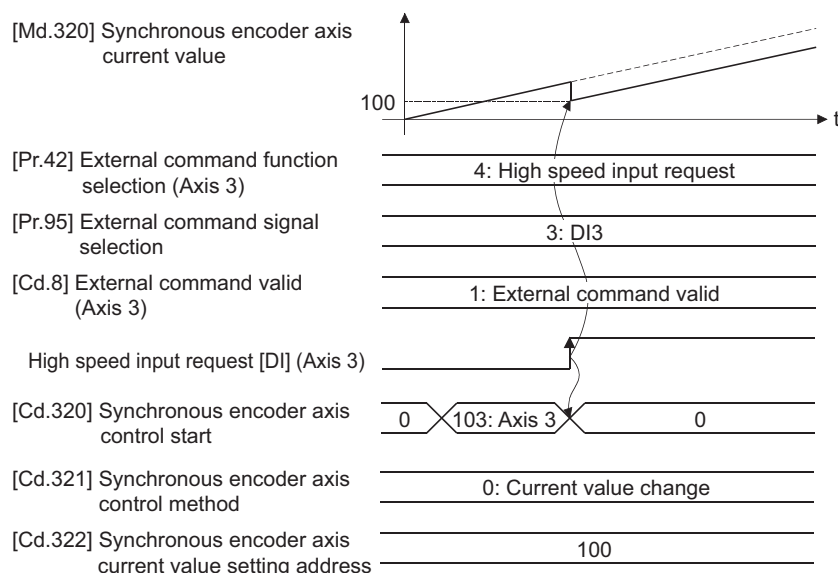 [Md.320] Synchronous encoder axis
current value
100
t
[Pr.42] External command function
selection (Axis 3)
4: High speed input request
[Pr.95] External command signal
selection
3: DI3
[Cd.8] External command valid
(Axis 3)
1: External command valid
High speed input request [DI] (Axis 3)
[Cd.320] Synchronous encoder axis
control start
0
103: Axis 3
0
[Cd.321] Synchronous encoder axis
control method
0: Current value change
[Cd.322] Synchronous encoder axis
current value setting address
100